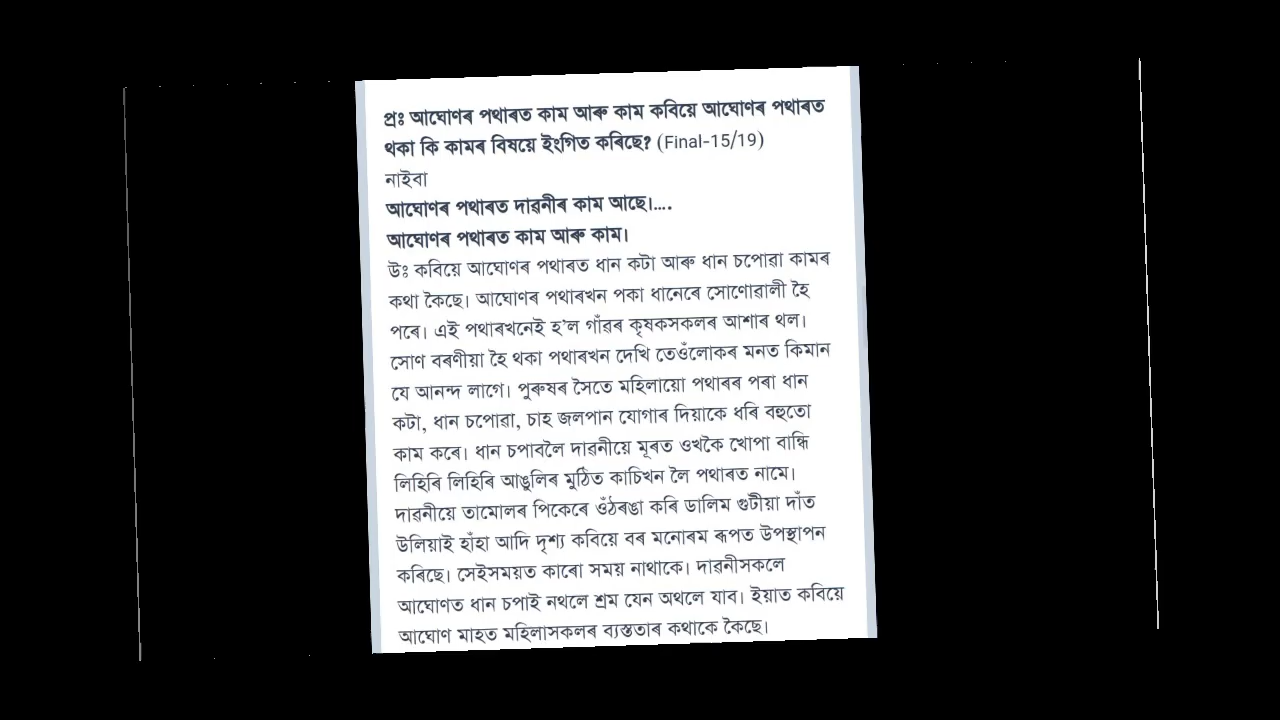 প্ৰঃ আঘোণৰ পথাৰত কাম আৰু কাম কবিয়ে আঘোণৰ পথাৰত
থকা কি কামৰ বিষয়ে ইংগিত কৰিছে? (Final-15/19)
নাইবা
আঘোণৰ পথাৰত দাৱনীৰ কাম আছে।....
আঘোণৰ পথাৰত কাম আৰু কাম।
উঃ কবিয়ে আঘোণৰ পথাৰত ধান কটা আৰু ধান চপোৱা কামৰ
কথা কৈছে। আঘোণৰ পথাৰখন পকা ধানেৰে সোণোৱালী হৈ
পৰে। এই পথাৰখনেই হ'ল গাঁৱৰ কৃষকসকলৰ আশাৰ থল।
সোণ বৰণীয়া হৈ থকা পথাৰখন দেখি তেওঁলোকৰ মনত কিমান
যে আনন্দ লাগে। পুৰুষৰ সৈতে মহিলায়ো পথাৰৰ পৰা ধান
কটা, ধান চপোৱা, চাহ জলপান যোগাৰ দিয়াকে ধৰি বহুতো
কাম কৰে। ধান চপাবলৈ দাৱনীয়ে মূৰত ওখকৈ খোপা বান্ধি
লিহিৰি লিহিৰি আঙুলিৰ মুঠিত কাচিখন লৈ পথাৰত নামে।
দাৱনীয়ে তামোলৰ পিকেৰে ওঁঠৰঙা কৰি ডালিম গুটীয়া দাঁত
উলিয়াই হাঁহা আদি দৃশ্য কবিয়ে বৰ মনোৰম ৰূপত উপস্থাপন
কৰিছে। সেইসময়ত কাৰো সময় নাথাকে। দাৱনীসকলে
আঘোণত ধান চপাই নথলে শ্ৰম যেন অথলে যাব। ইয়াত কবিয়ে
আঘোণ মাহত মহিলাসকলৰ ব্যস্ততাৰ কথাকে কৈছে।